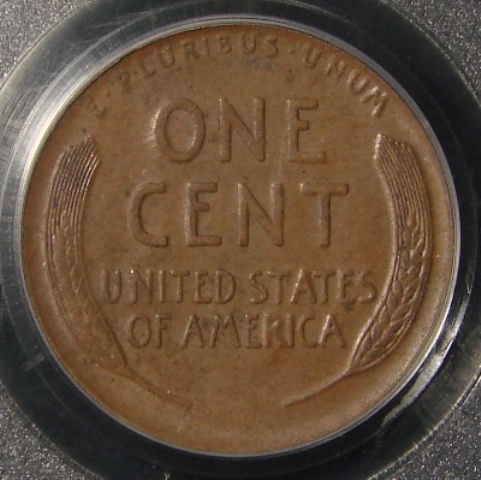 E · PLURIBUS · UNUM
ONE
CENT
UNITED STATES
OF AMERICA